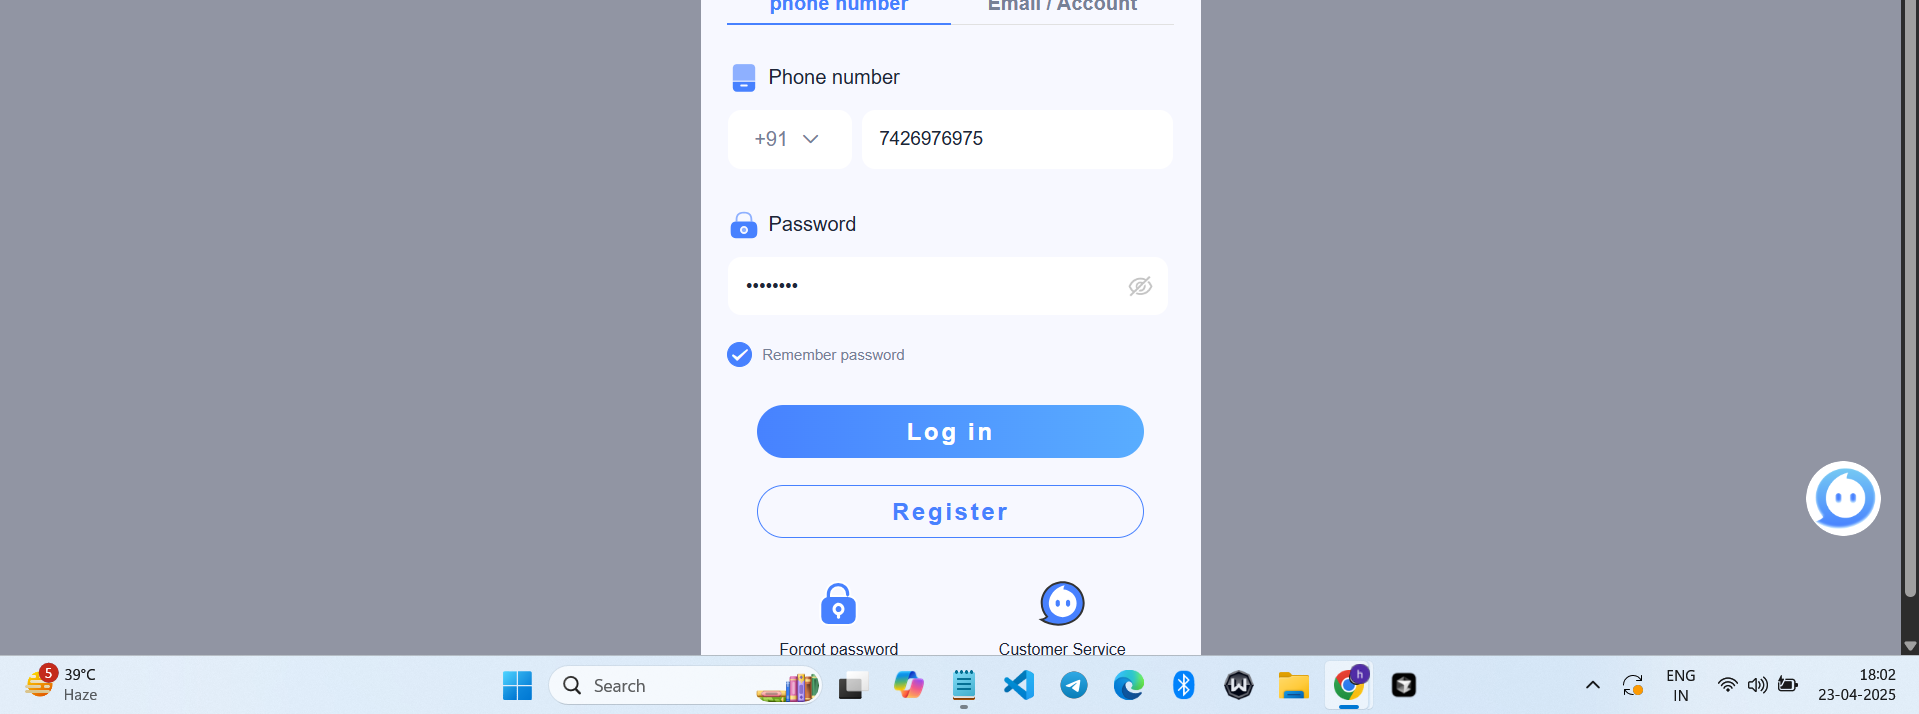 phone number
Email / Account
Phone number
+91
7426976975
Password
••••••••
Remember password
Log in
Register
Forgot password
Customer Service
5
39°C
Haze
Search
h
ENG
IN
18:02
23-04-2025